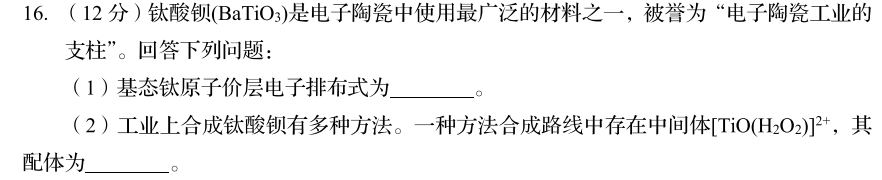 16. （12 分）钛酸钡(BaTiO₃)是电子陶瓷中使用最广泛的材料之一，被誉为“电子陶瓷工业的
支柱”。回答下列问题：
（1）基态钛原子价层电子排布式为________。
（2）工业上合成钛酸钡有多种方法。一种方法合成路线中存在中间体[TiO(H₂O₂)]²⁺，其
配体为________。